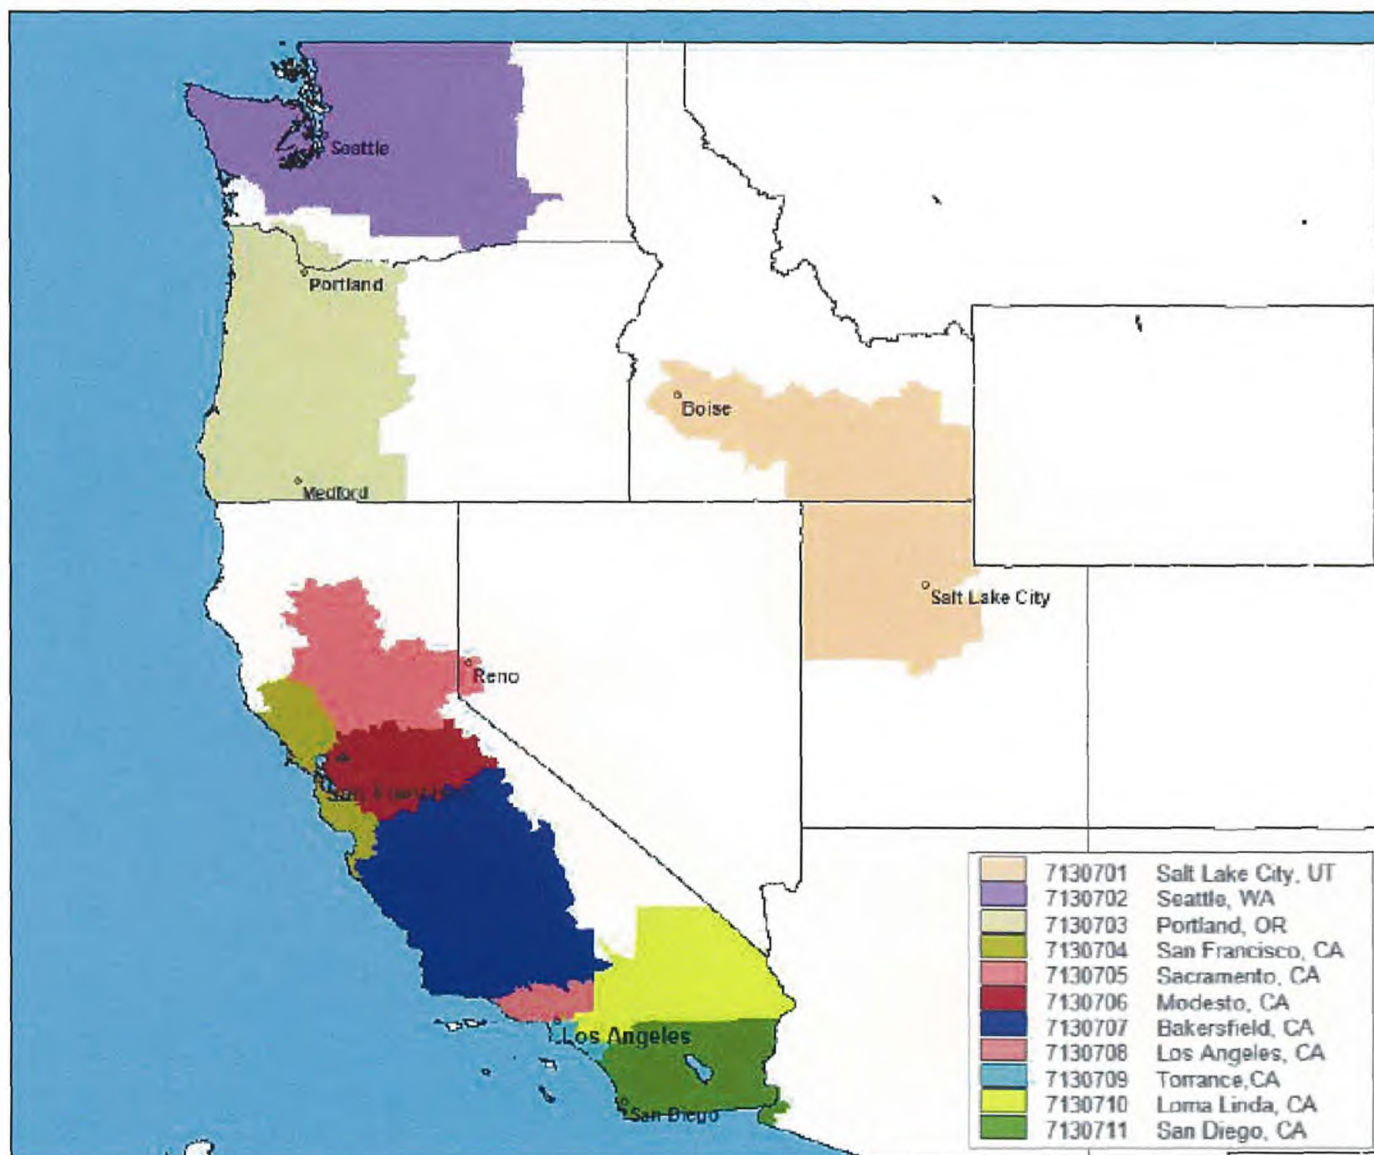 Seattle
Portland
Boise
Medford
Salt Lake City
Reno
Los Angeles
San Diego
7130701 Salt Lake City, UT
7130702 Seattle, WA
7130703 Portland, OR
7130704 San Francisco, CA
7130705 Sacramento, CA
7130706 Modesto, CA
7130707 Bakersfield, CA
7130708 Los Angeles, CA
7130709 Torrance,CA
7130710 Loma Linda, CA
7130711 San Diego, CA